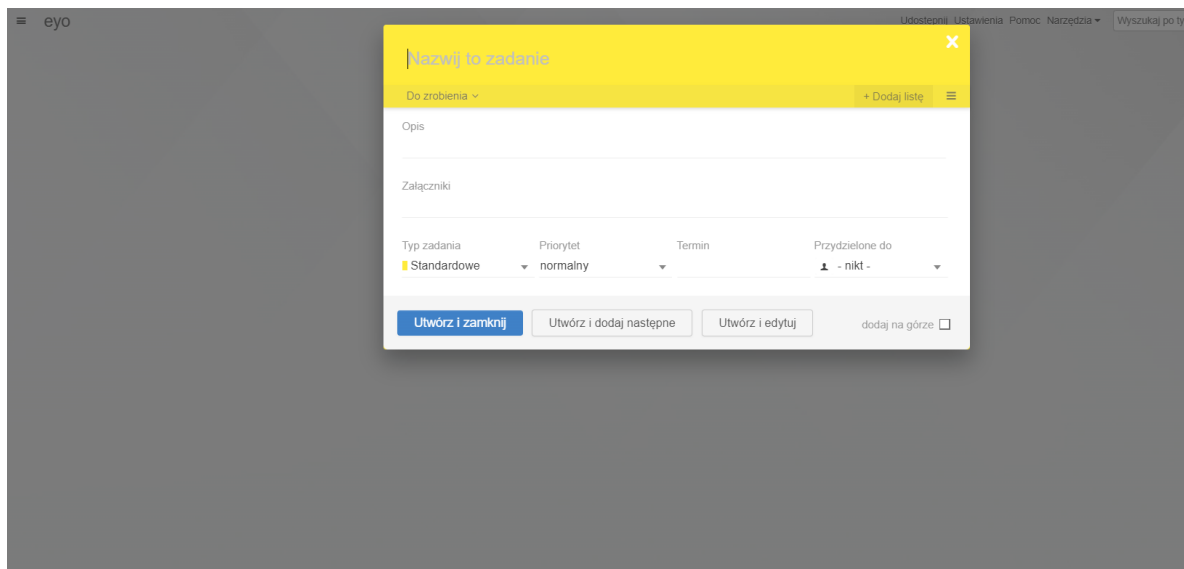 ≡ eyo
Udostępnij Ustawienia Pomoc Narzędzia Wyszukaj po ty
Nazwij to zadanie
Do zrobienia
+ Dodaj listę
Opis
Załączniki
Typ zadania Priorytet Termin Przydzielone do
Standardowe normalny - nikt -
Utwórz i zamknij Utwórz i dodaj następne Utwórz i edytuj dodaj na górze